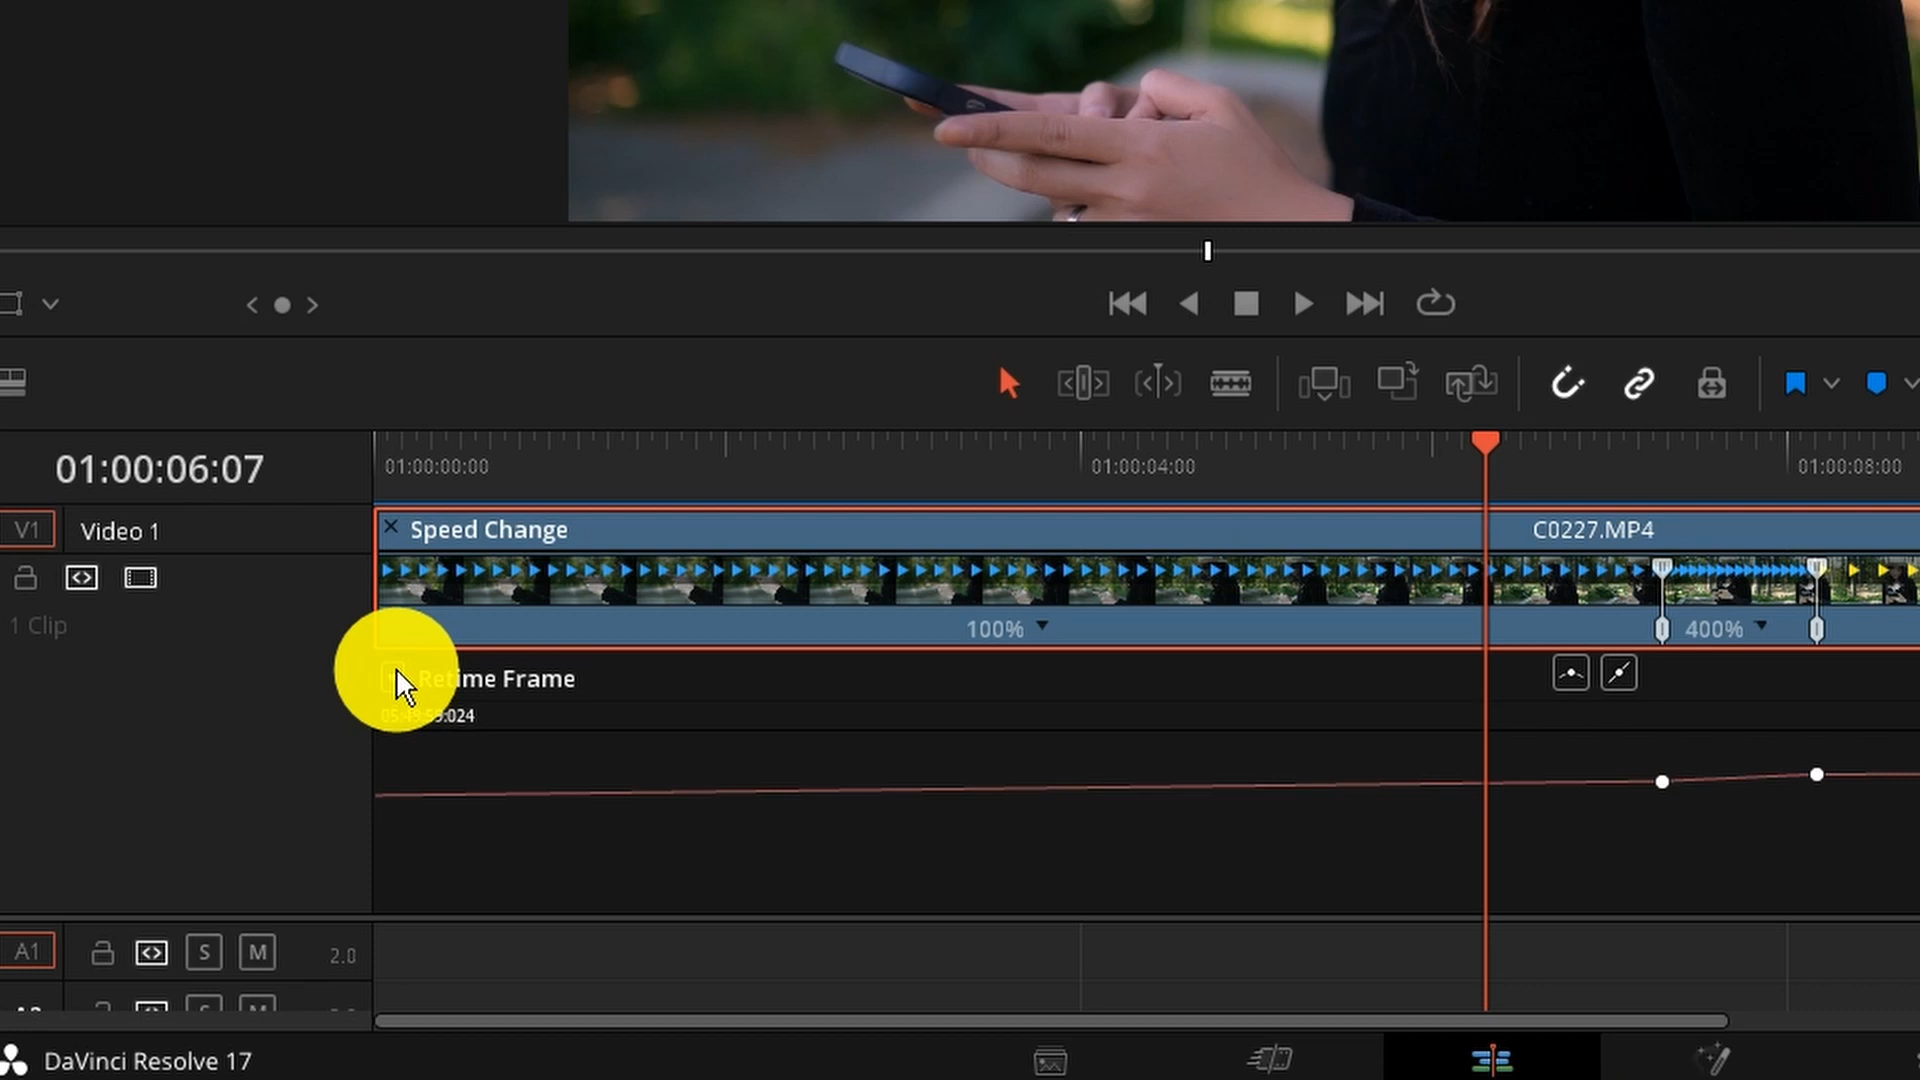 01:00:06:07
01:00:00:00
01:00:04:00
01:00:08:00
V1
Video 1
Speed Change
C0227.MP4
1 Clip
100%
400%
Retime Frame
A1
S
M
2.0
DaVinci Resolve 17